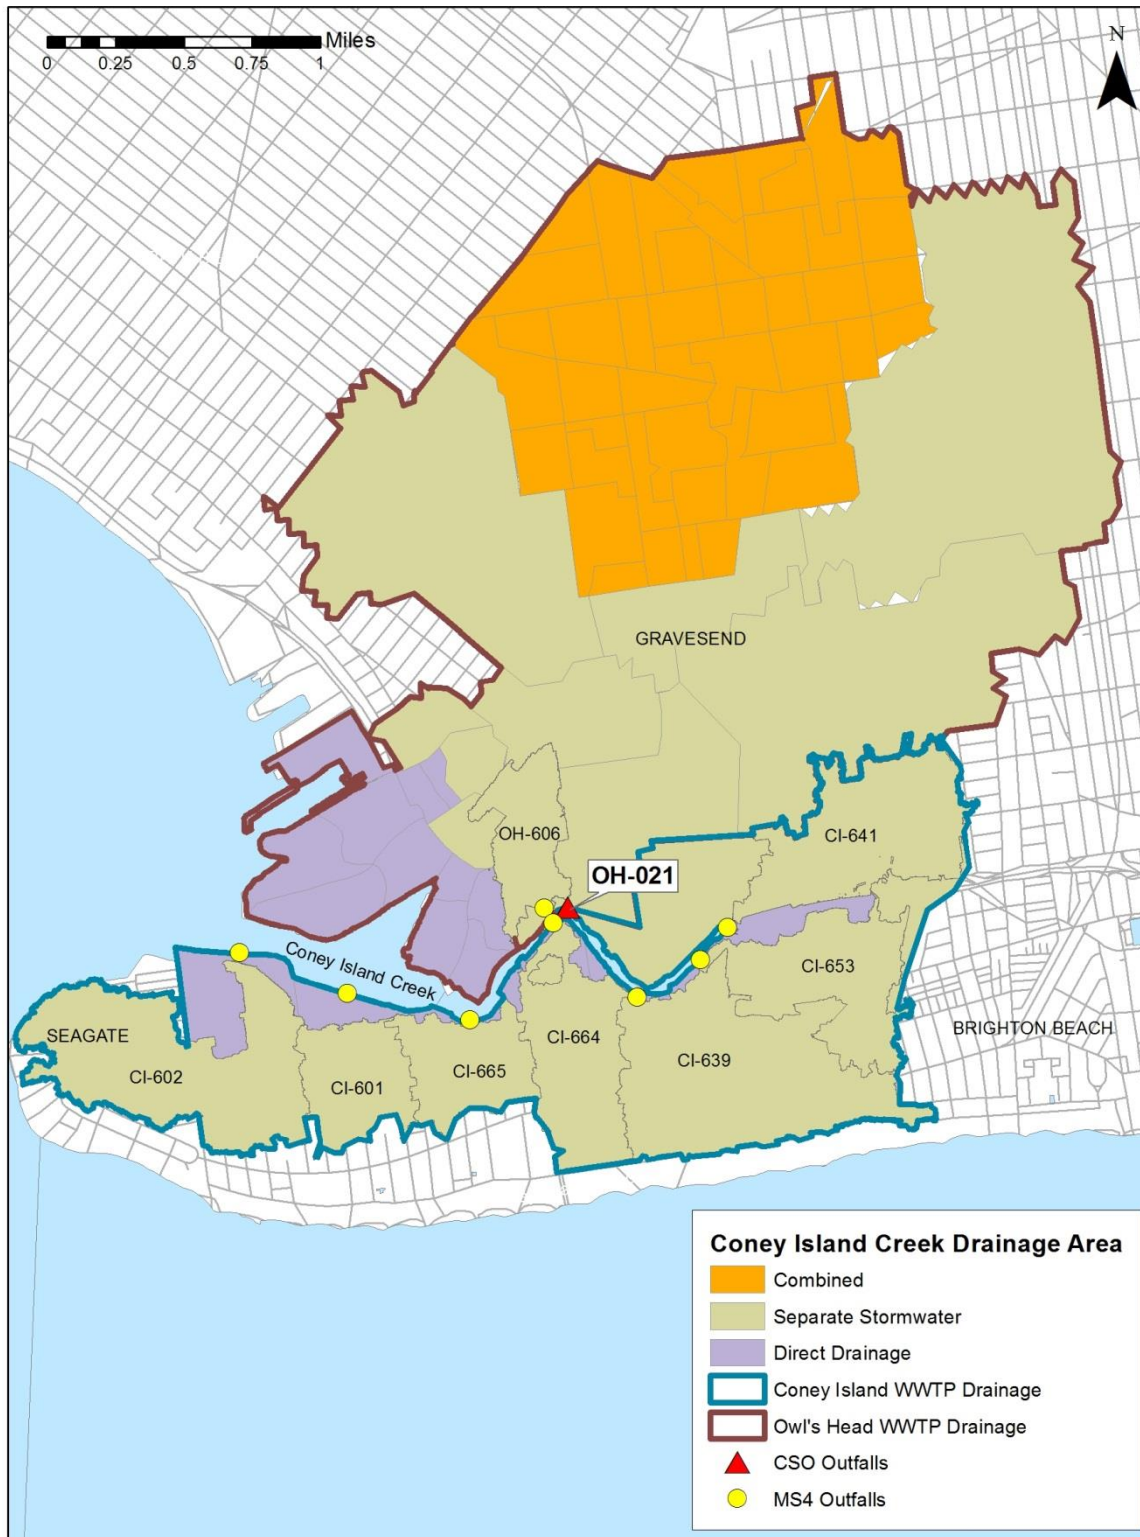 N
Miles
0 0.25 0.5 0.75 1
GRAVESEND
OH-606
CI-641
OH-021
Coney Island Creek
CI-653
SEAGATE
BRIGHTON BEACH
CI-664
CI-639
CI-602
CI-601
CI-665
Coney Island Creek Drainage Area
Combined
Separate Stormwater
Direct Drainage
Coney Island WWTP Drainage
Owl's Head WWTP Drainage
CSO Outfalls
MS4 Outfalls